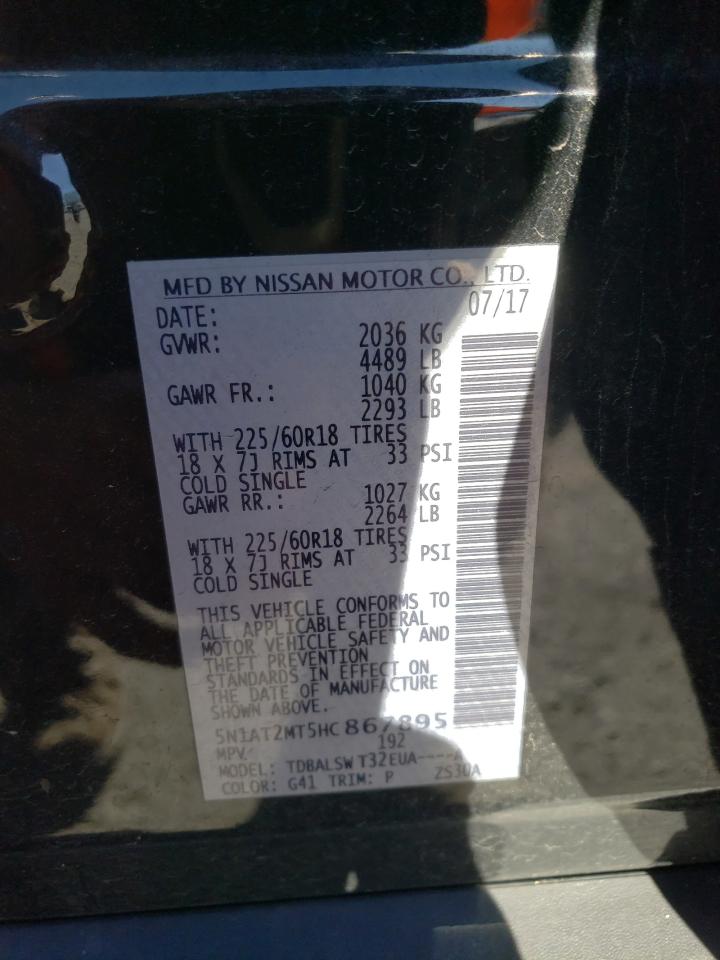 MFD BY NISSAN MOTOR CO., LTD.
DATE: 07/17
GVWR: 2036 KG
4489 LB
GAWR FR.: 1040 KG
2293 LB
WITH 225/60R18 TIRES
18 X 7J RIMS AT 33 PSI
COLD SINGLE
GAWR RR.: 1027 KG
2264 LB
WITH 225/60R18 TIRES
18 X 7J RIMS AT 33 PSI
COLD SINGLE
THIS VEHICLE CONFORMS TO
ALL APPLICABLE FEDERAL
MOTOR VEHICLE SAFETY AND
THEFT PREVENTION
STANDARDS IN EFFECT ON
THE DATE OF MANUFACTURE
SHOWN ABOVE.
5N1AT2MT5HC867895
MPV 192
MODEL: TDBALSW T32EUA----A
COLOR: G41 TRIM: P ZS30A